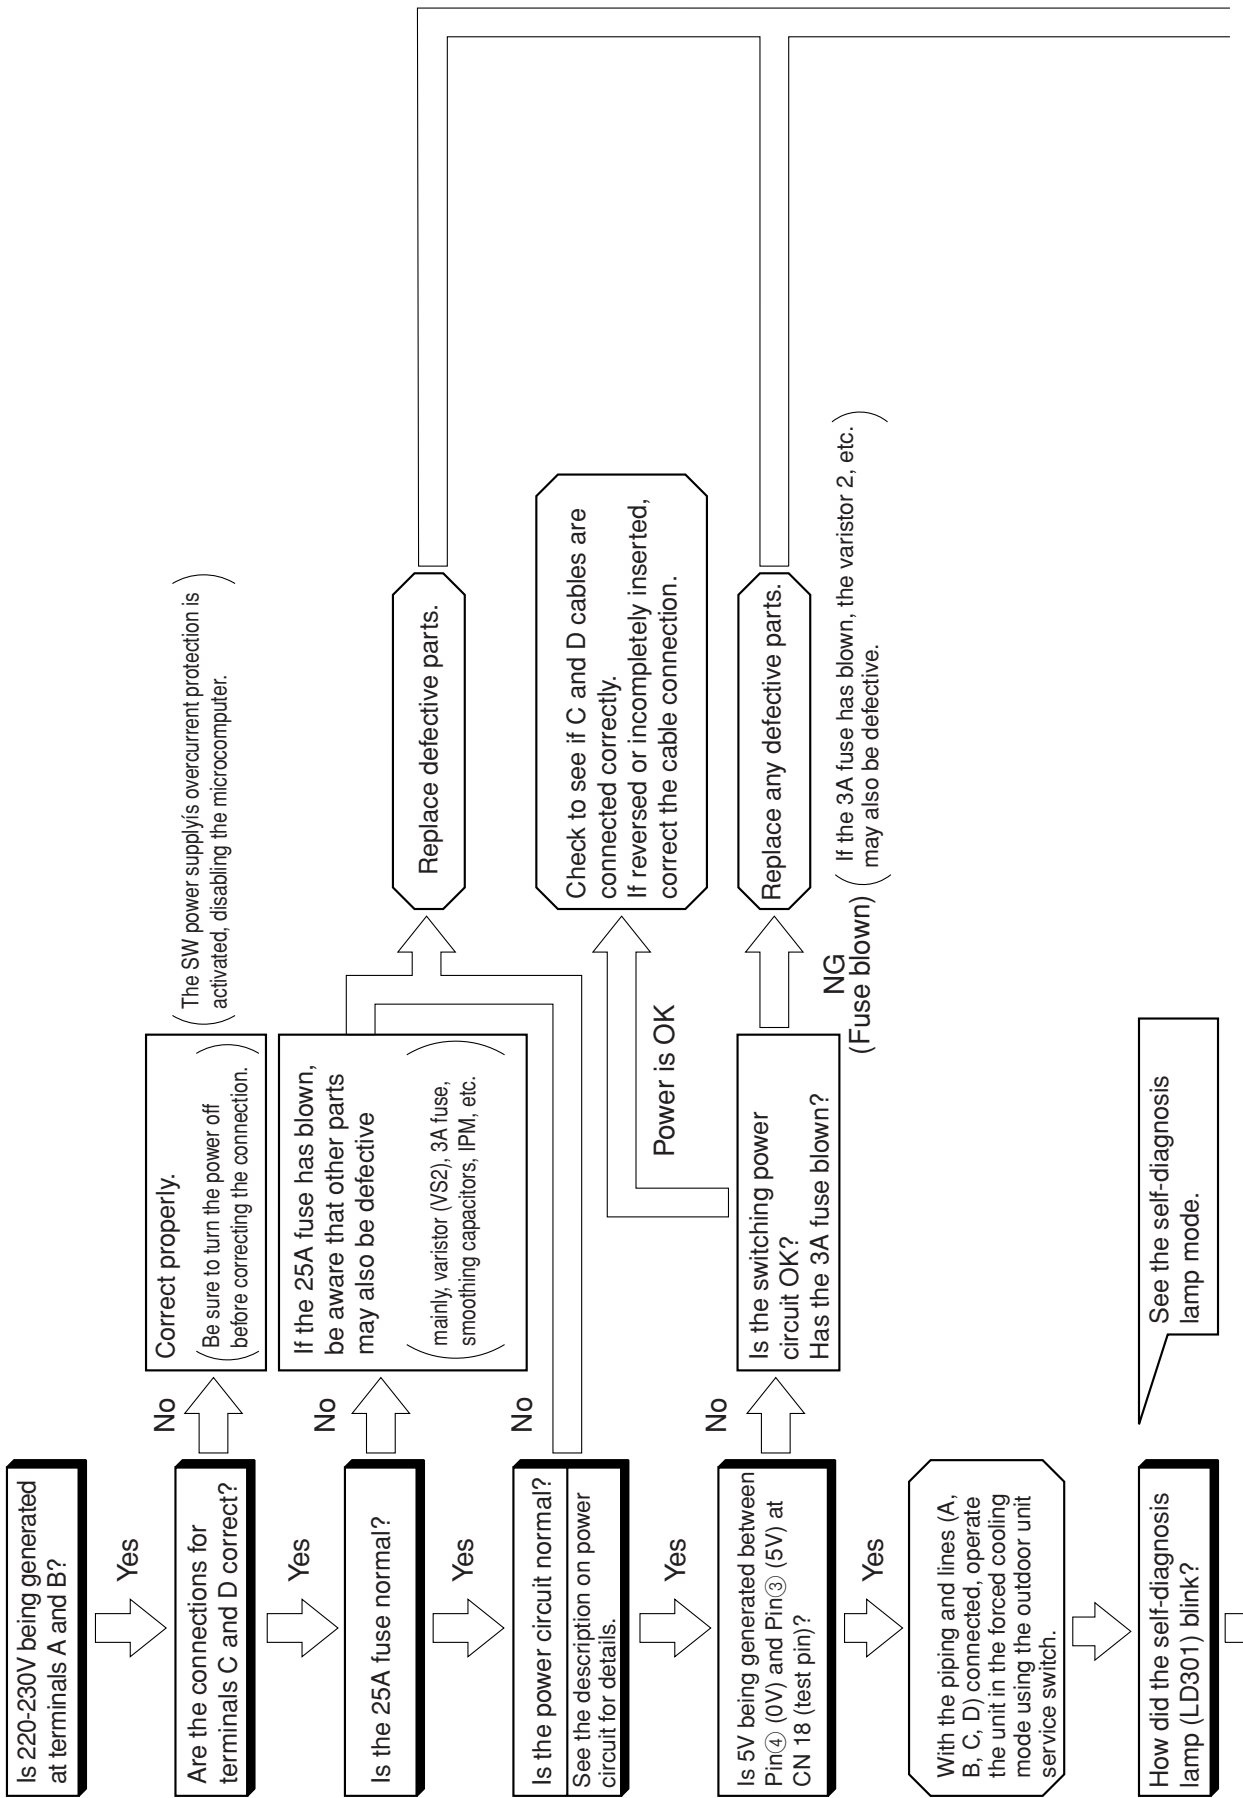 Is 220-230V being generated
at terminals A and B?
Yes
Are the connections for
terminals C and D correct?
No
Correct properly.
(Be sure to turn the power off
before correcting the connection.)
(The SW power supplyís overcurrent protection is
activated, disabling the microcomputer.)
Yes
Is the 25A fuse normal?
No
If the 25A fuse has blown,
be aware that other parts
may also be defective
(mainly, varistor (VS2), 3A fuse,
smoothing capacitors, IPM, etc.)
Replace defective parts.
Yes
Is the power circuit normal?
See the description on power
circuit for details.
No
Yes
Is 5V being generated between
Pin④ (0V) and Pin③ (5V) at
CN 18 (test pin)?
No
Is the switching power
circuit OK?
Has the 3A fuse blown?
Power is OK
Check to see if C and D cables are
connected correctly.
If reversed or incompletely inserted,
correct the cable connection.
NG
(Fuse blown)
Replace any defective parts.
(If the 3A fuse has blown, the varistor 2, etc.
may also be defective.)
Yes
With the piping and lines (A,
B, C, D) connected, operate
the unit in the forced cooling
mode using the outdoor unit
service switch.
How did the self-diagnosis
lamp (LD301) blink?
See the self-diagnosis
lamp mode.